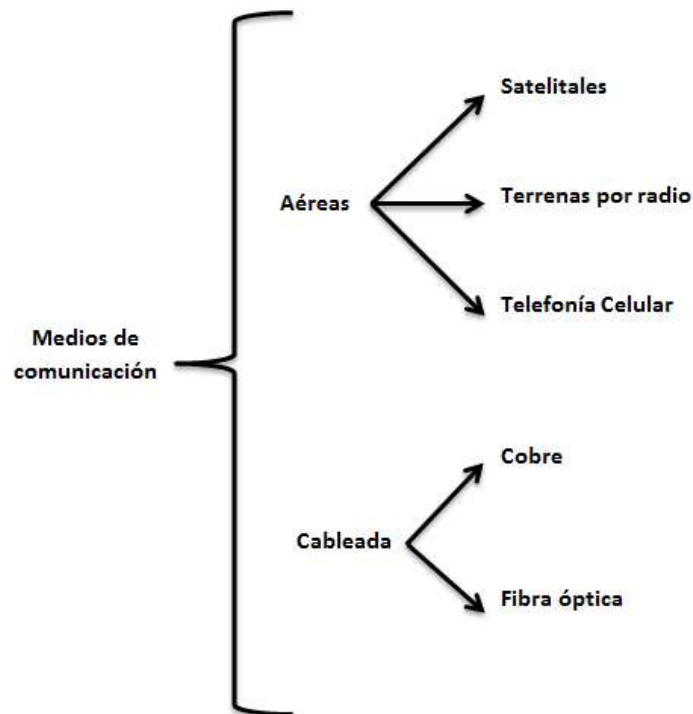 Medios de
comunicación
Aéreas
Satelitales
Terrenas por radio
Telefonía Celular
Cableada
Cobre
Fibra óptica